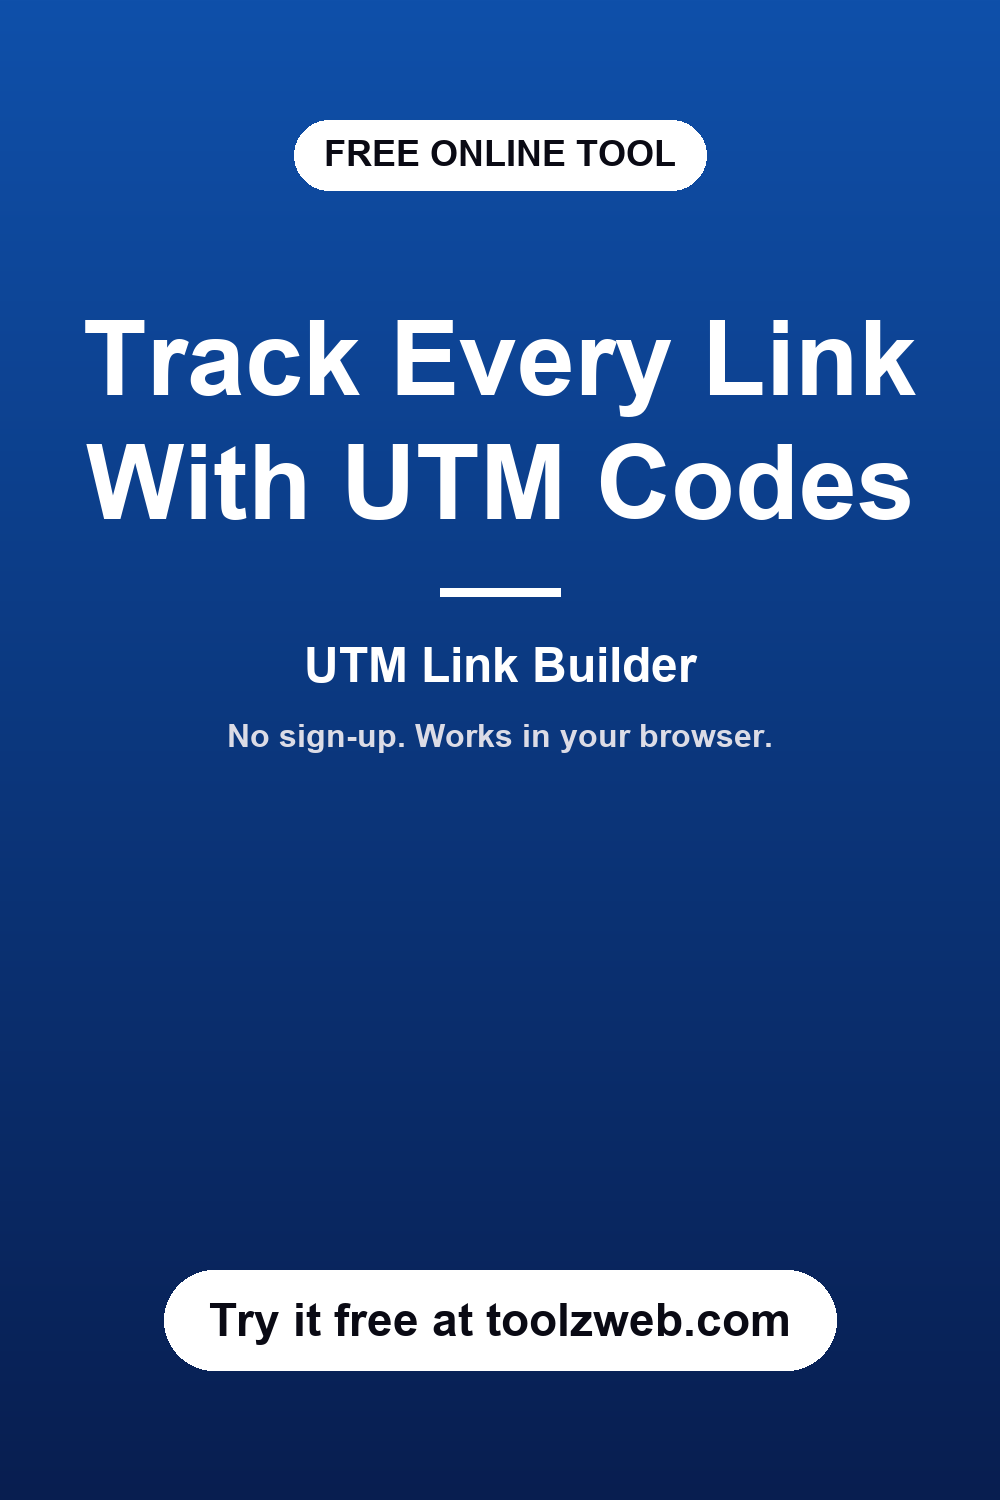 FREE ONLINE TOOL
Track Every Link
With UTM Codes
UTM Link Builder
No sign-up. Works in your browser.
Try it free at toolzweb.com